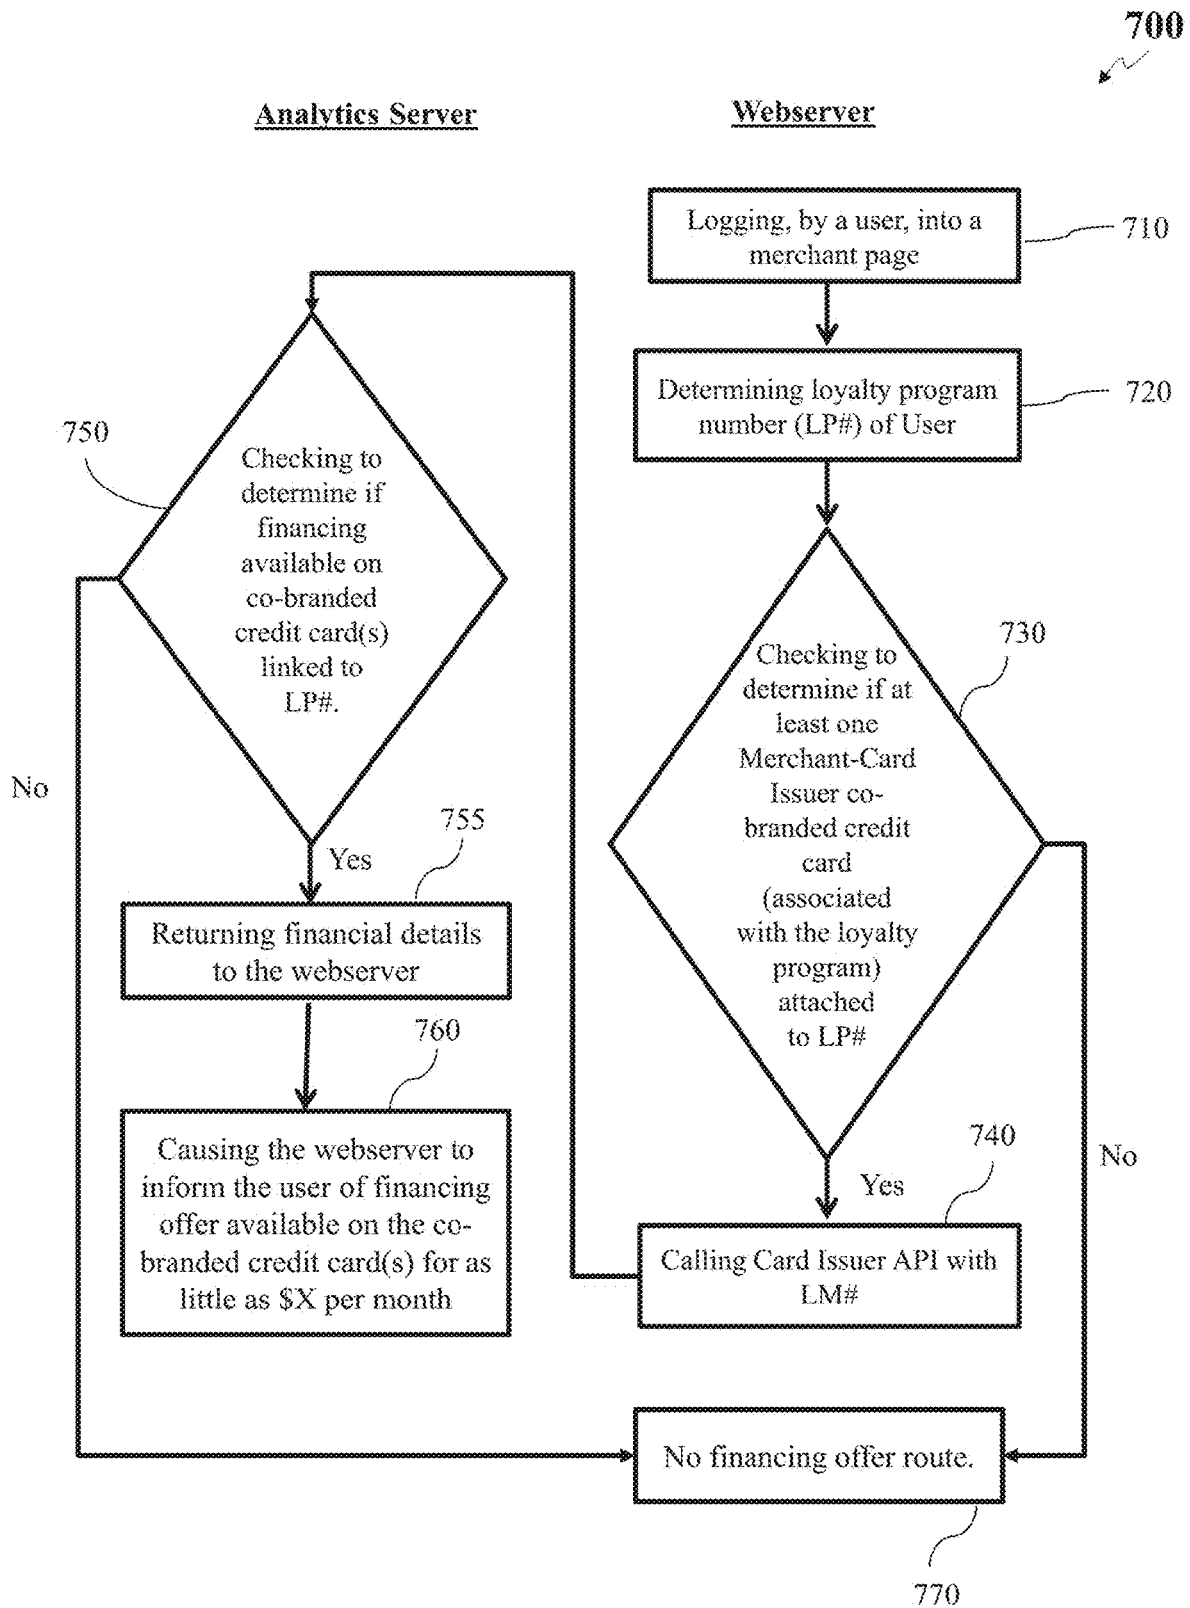 700
Analytics Server
Webserver
Logging, by a user, into a
merchant page
710
Determining loyalty program
number (LP#) of User
720
Checking to
determine if at
least one
Merchant-Card
Issuer co-
branded credit
card
(associated
with the loyalty
program)
attached
to LP#
730
No
Yes
Calling Card Issuer API with
LM#
740
750
Checking to
determine if
financing
available on
co-branded
credit card(s)
linked to
LP#.
No
Yes
755
Returning financial details
to the webserver
760
Causing the webserver to
inform the user of financing
offer available on the co-
branded credit card(s) for as
little as $X per month
No financing offer route.
770